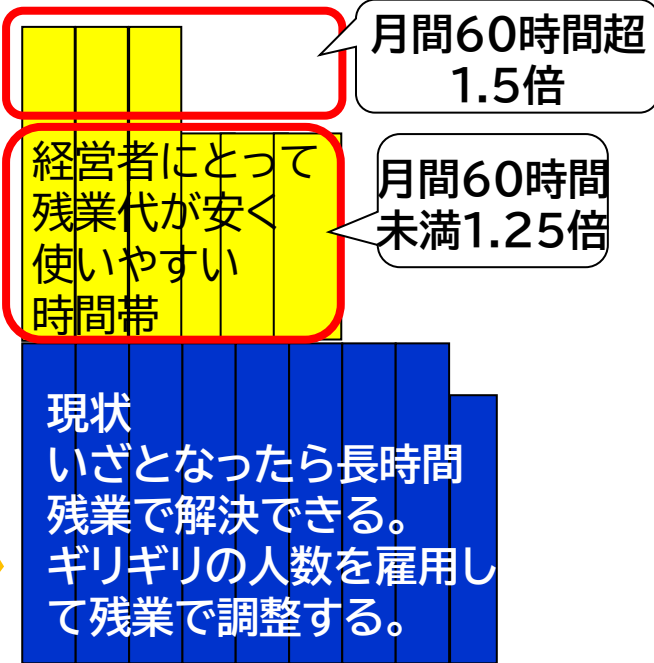 月間60時間超
1.5倍
経営者にとって
残業代が安く
使いやすい
時間帯
月間60時間
未満1.25倍
現状
いざとなったら長時間
残業で解決できる。
ギリギリの人数を雇用し
て残業で調整する。